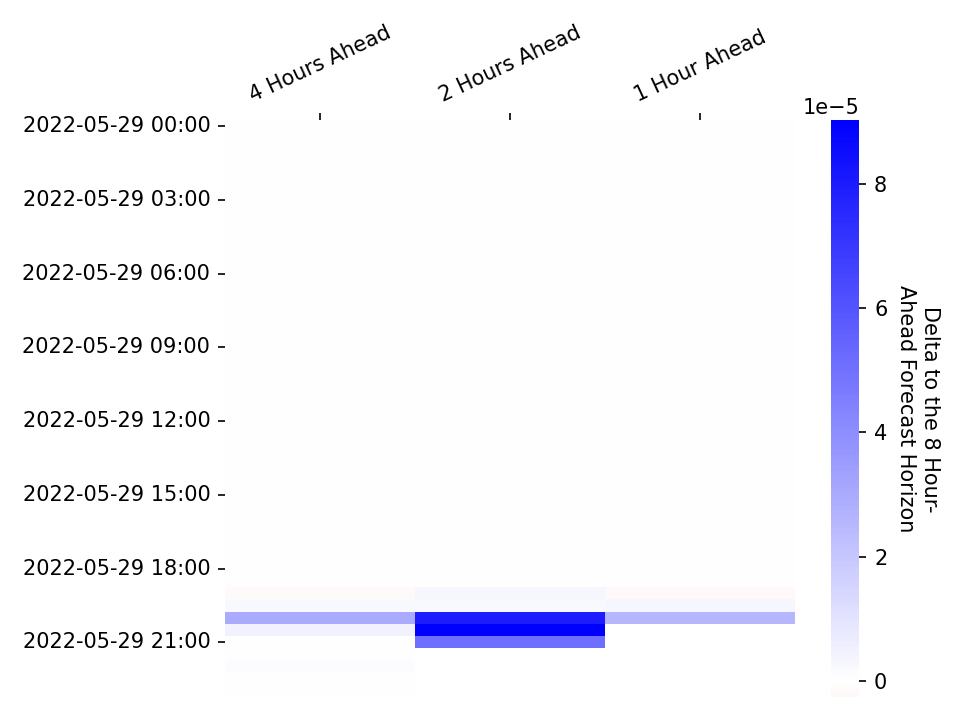 4 Hours Ahead
2 Hours Ahead
1 Hour Ahead
1e−5
2022-05-29 00:00
2022-05-29 03:00
2022-05-29 06:00
2022-05-29 09:00
2022-05-29 12:00
2022-05-29 15:00
2022-05-29 18:00
2022-05-29 21:00
8
6
4
2
0
Delta to the 8 Hour-
Ahead Forecast Horizon